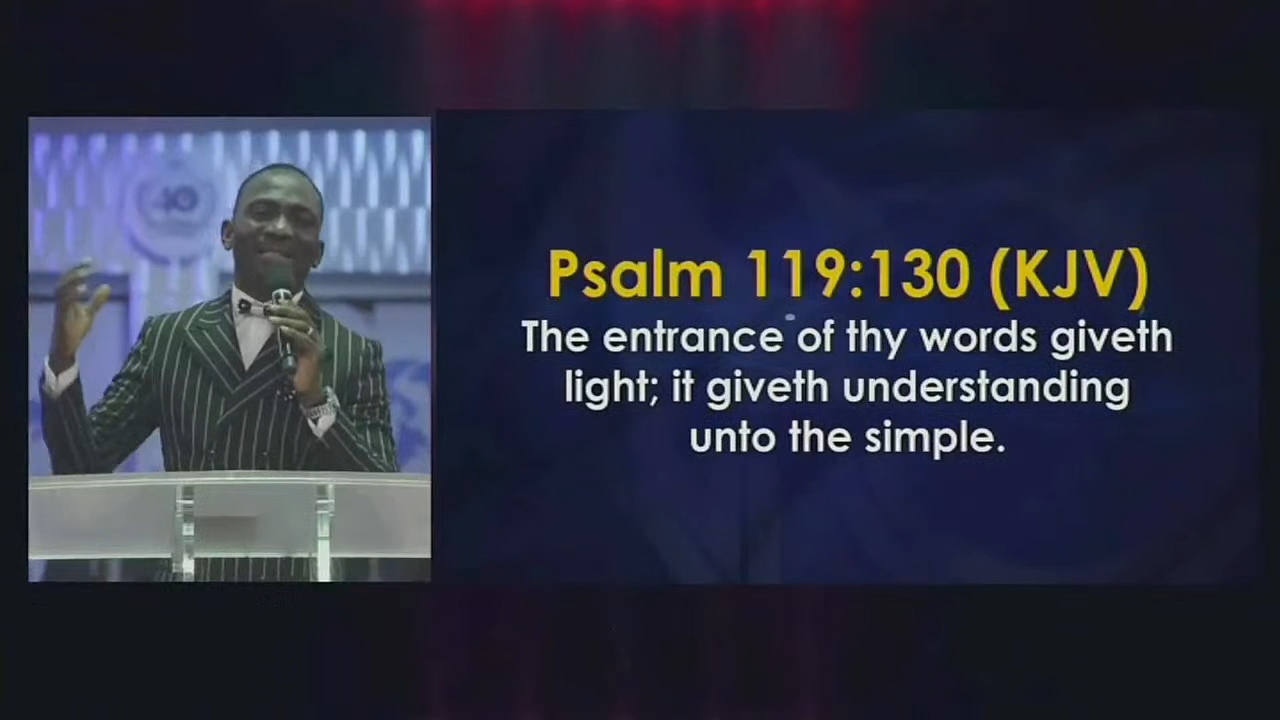 Psalm 119:130 (KJV)
The entrance of thy words giveth
light; it giveth understanding
unto the simple.